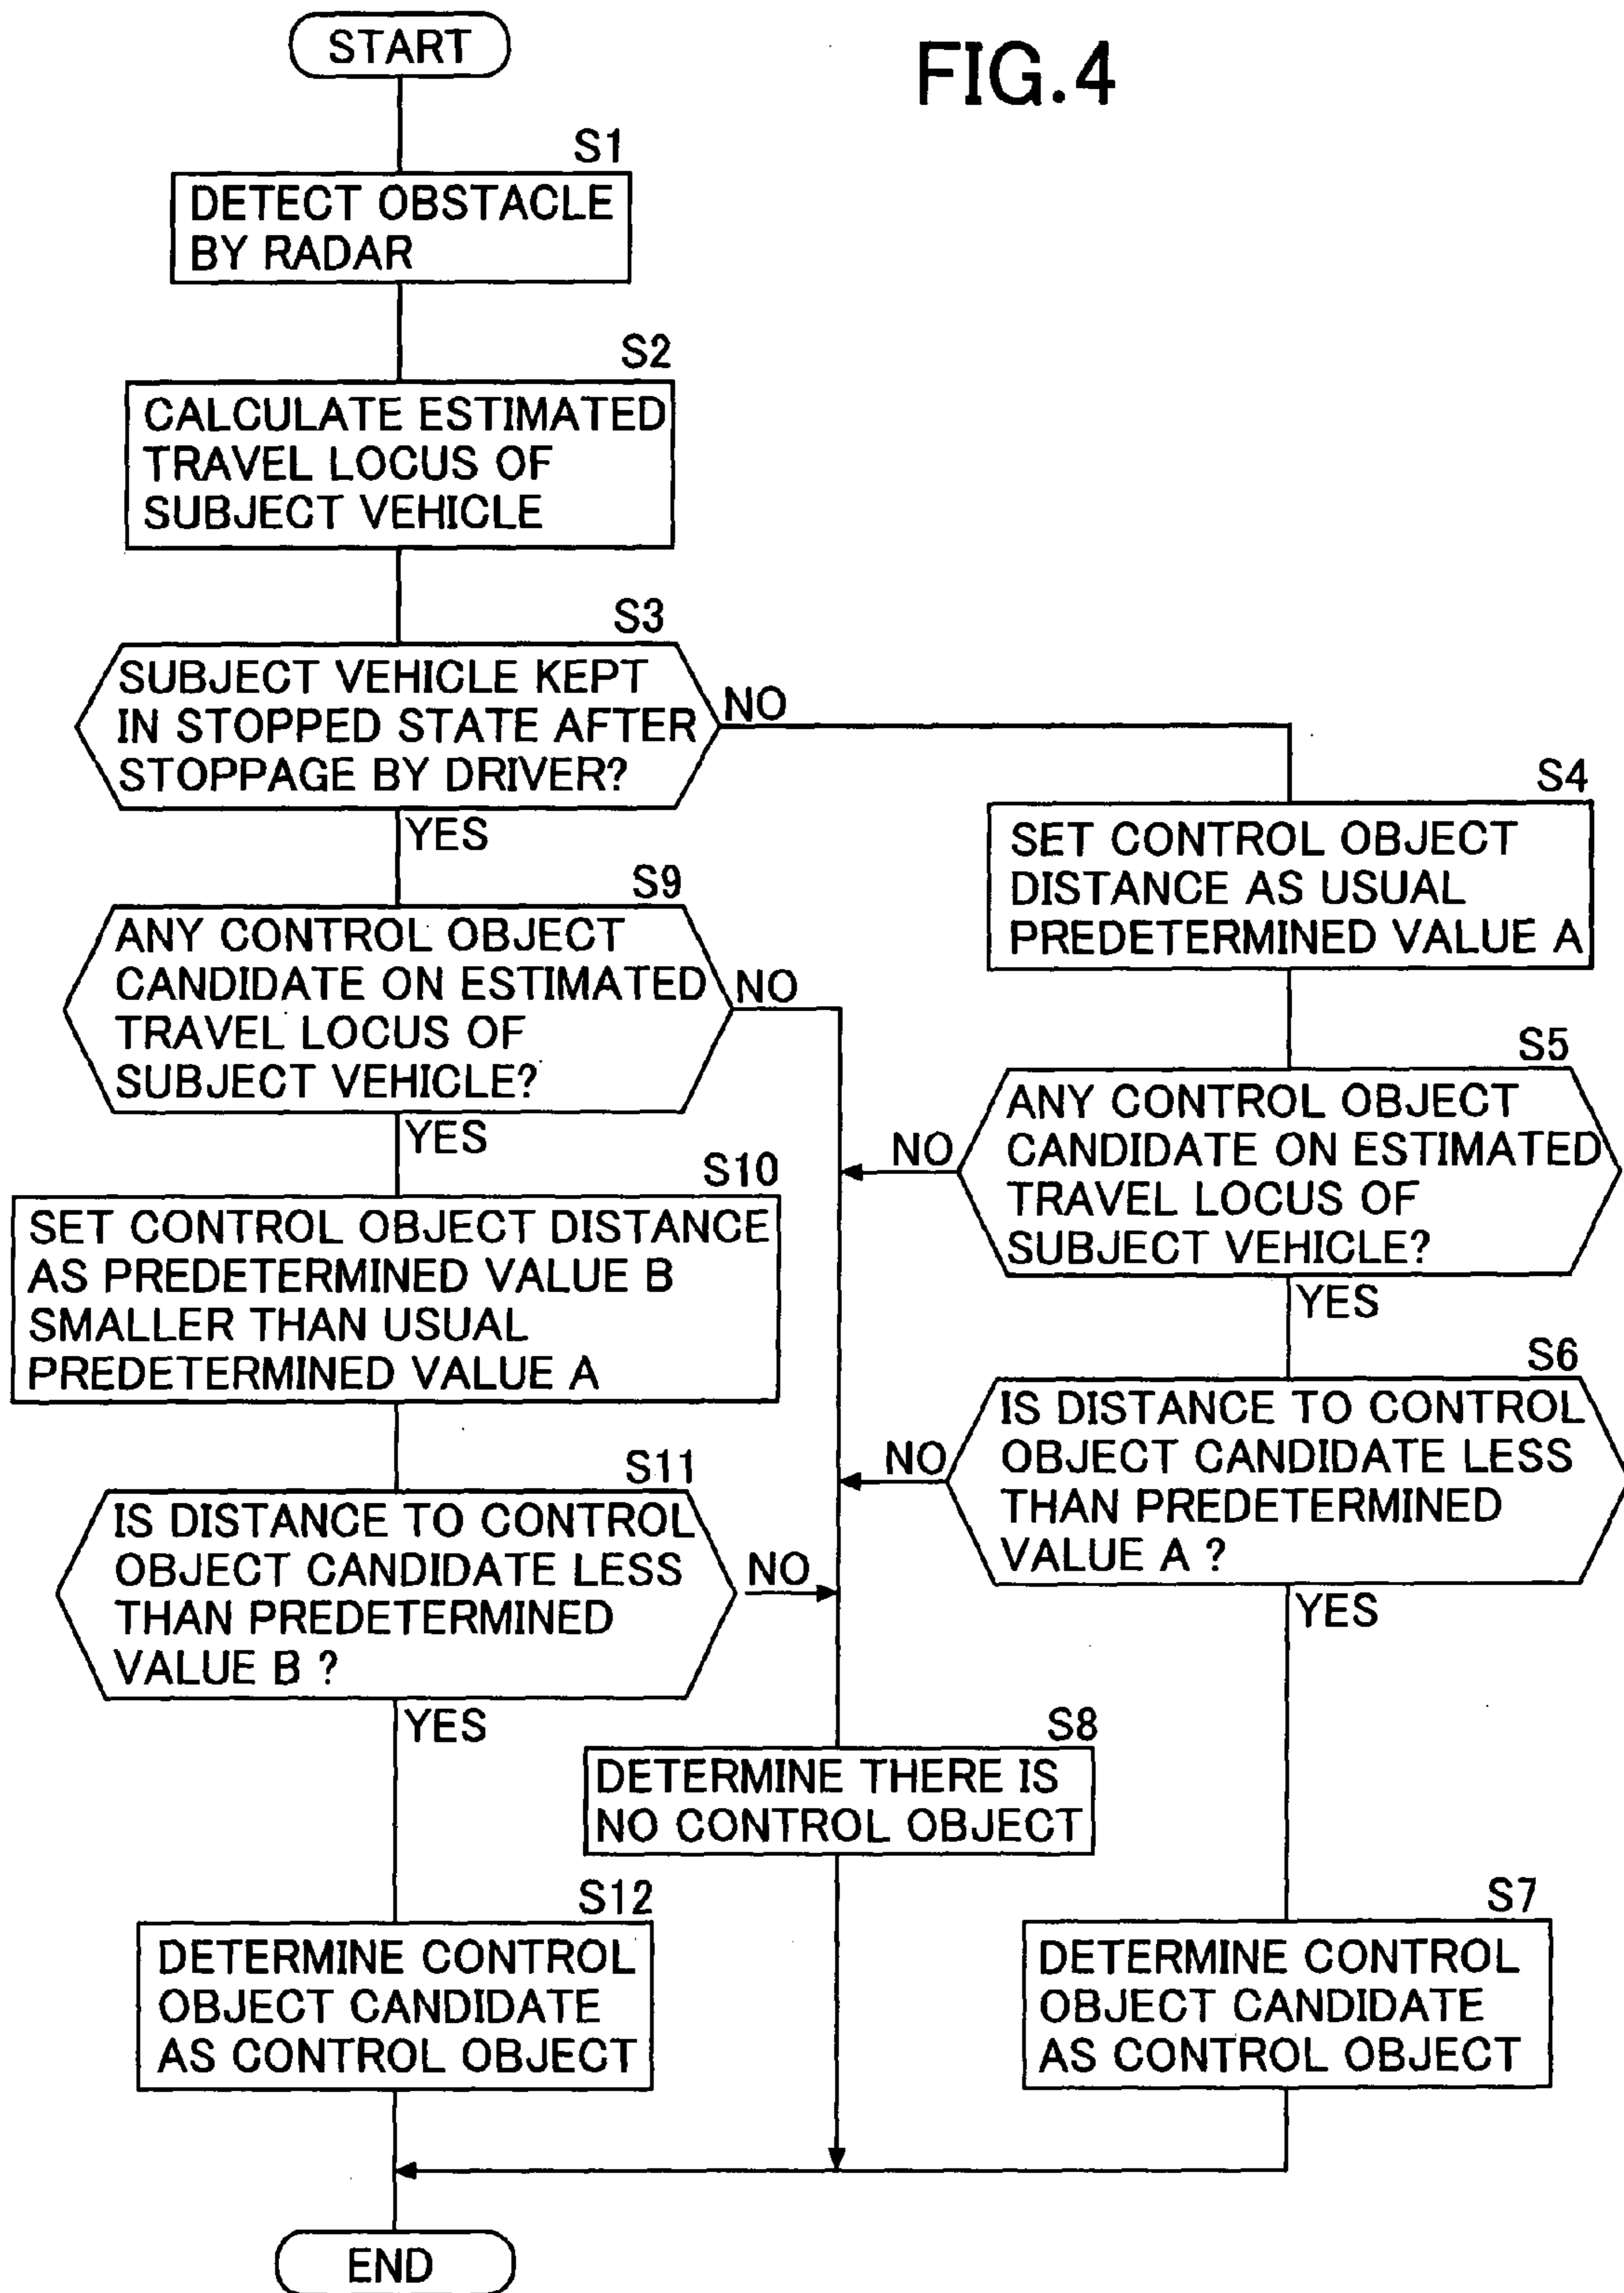 START
FIG.4
S1
DETECT OBSTACLE
BY RADAR
S2
CALCULATE ESTIMATED
TRAVEL LOCUS OF
SUBJECT VEHICLE
S3
SUBJECT VEHICLE KEPT
IN STOPPED STATE AFTER
STOPPAGE BY DRIVER?
NO
YES
S4
SET CONTROL OBJECT
DISTANCE AS USUAL
PREDETERMINED VALUE A
S9
ANY CONTROL OBJECT
CANDIDATE ON ESTIMATED
TRAVEL LOCUS OF
SUBJECT VEHICLE?
NO
YES
S5
ANY CONTROL OBJECT
CANDIDATE ON ESTIMATED
TRAVEL LOCUS OF
SUBJECT VEHICLE?
NO
YES
S10
SET CONTROL OBJECT DISTANCE
AS PREDETERMINED VALUE B
SMALLER THAN USUAL
PREDETERMINED VALUE A
S6
IS DISTANCE TO CONTROL
OBJECT CANDIDATE LESS
THAN PREDETERMINED
VALUE A ?
NO
YES
S11
IS DISTANCE TO CONTROL
OBJECT CANDIDATE LESS
THAN PREDETERMINED
VALUE B ?
NO
YES
S8
DETERMINE THERE IS
NO CONTROL OBJECT
S12
DETERMINE CONTROL
OBJECT CANDIDATE
AS CONTROL OBJECT
S7
DETERMINE CONTROL
OBJECT CANDIDATE
AS CONTROL OBJECT
END